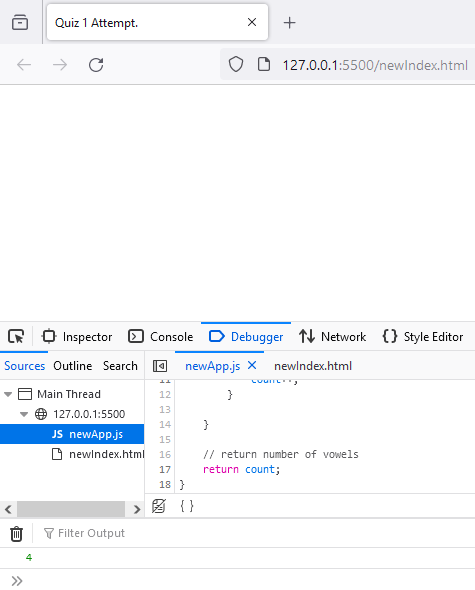 Quiz 1 Attempt.
127.0.0.1:5500/newIndex.html
Inspector Console Debugger Network Style Editor
Sources Outline Search newApp.js newIndex.html
Main Thread
127.0.0.1:5500
JS newApp.js
newIndex.html
11 count++;
12 }
13
14 }
15
16 // return number of vowels
17 return count;
18 }
{ }
Filter Output
4